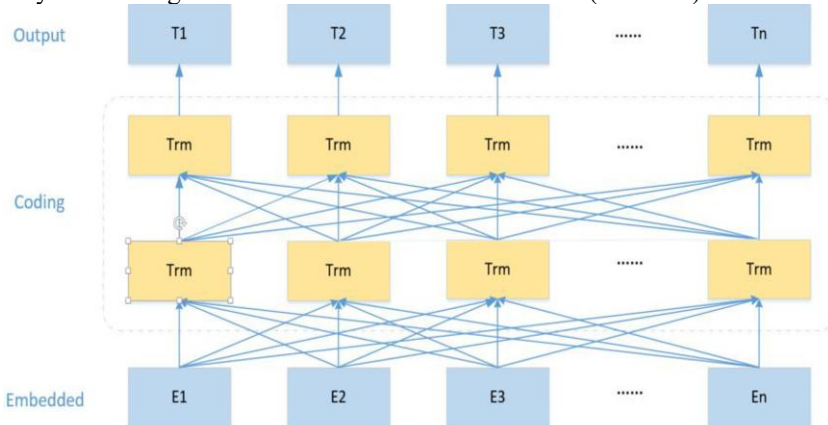 Output T1 T2 T3 ...... Tn
Trm Trm Trm ...... Trm
Coding
Trm Trm Trm ...... Trm
Embedded E1 E2 E3 ...... En